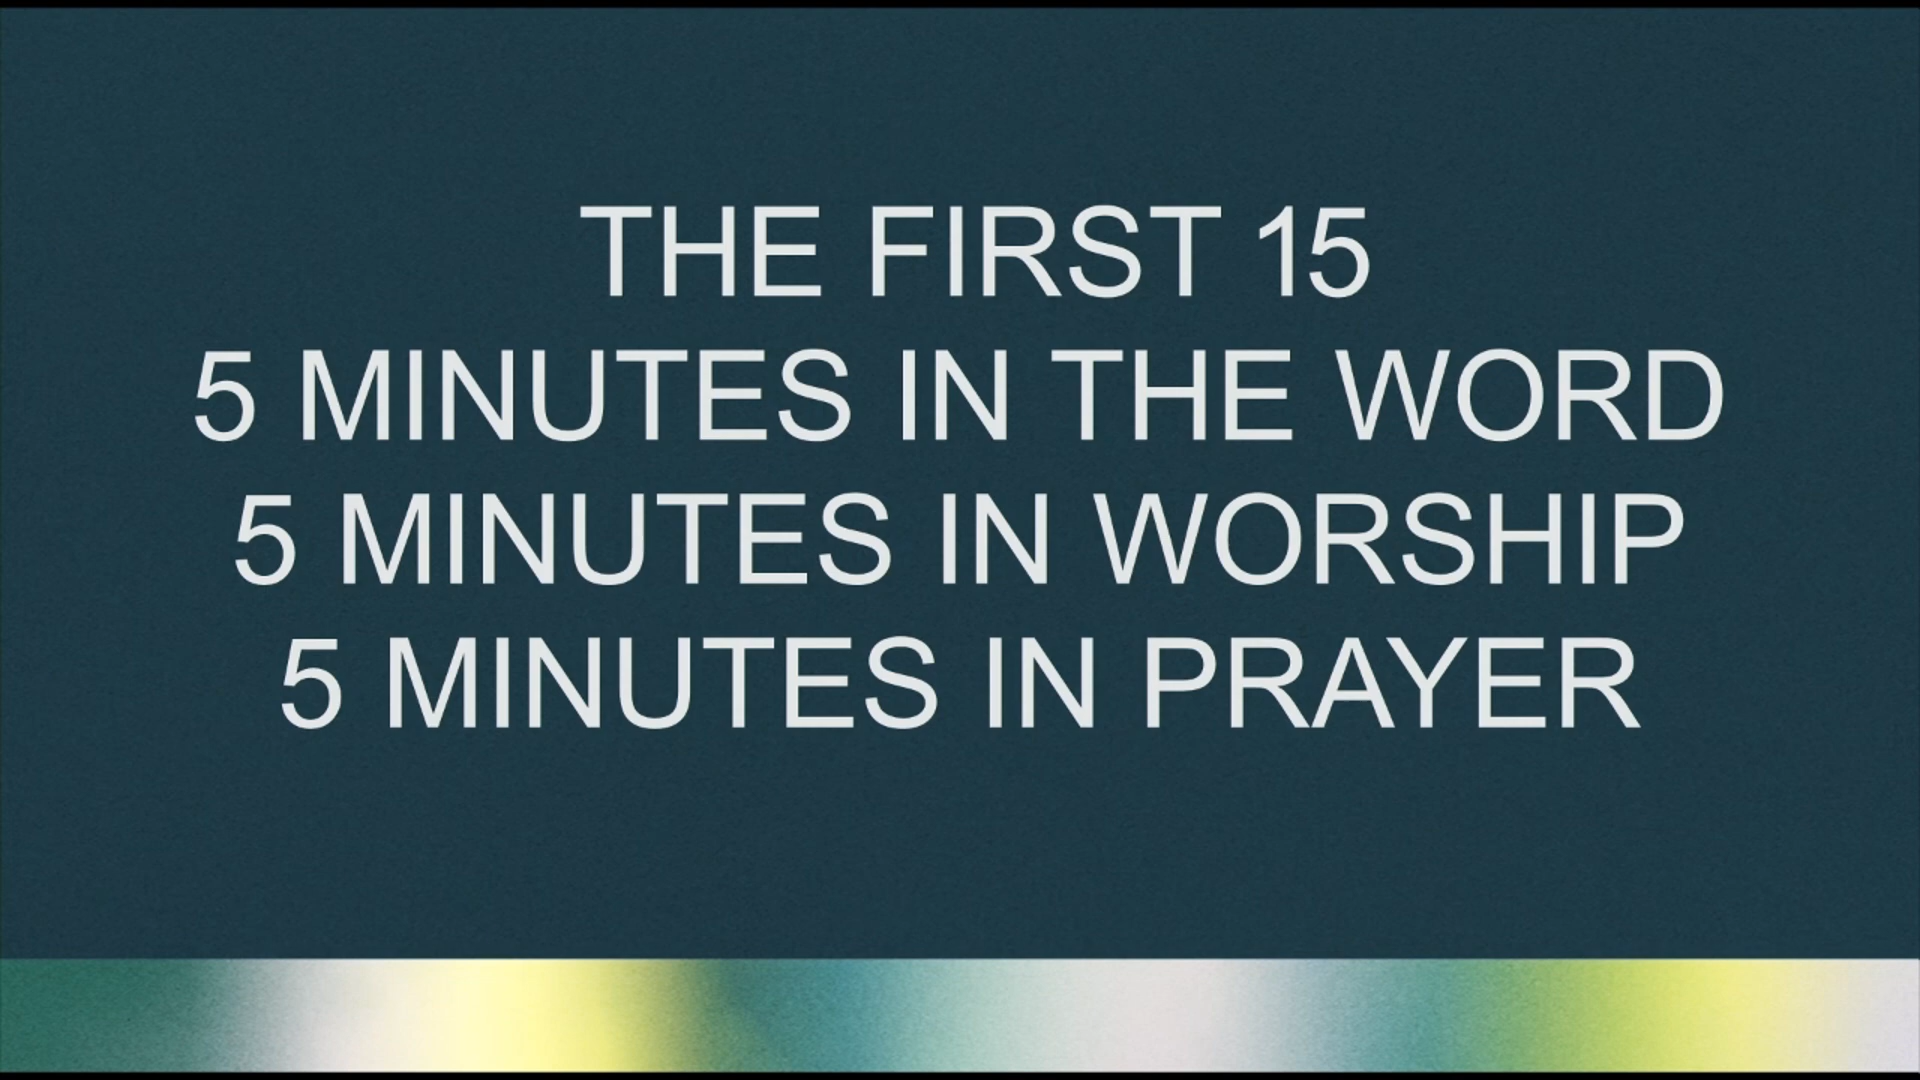 THE FIRST 15
5 MINUTES IN THE WORD
5 MINUTES IN WORSHIP
5 MINUTES IN PRAYER